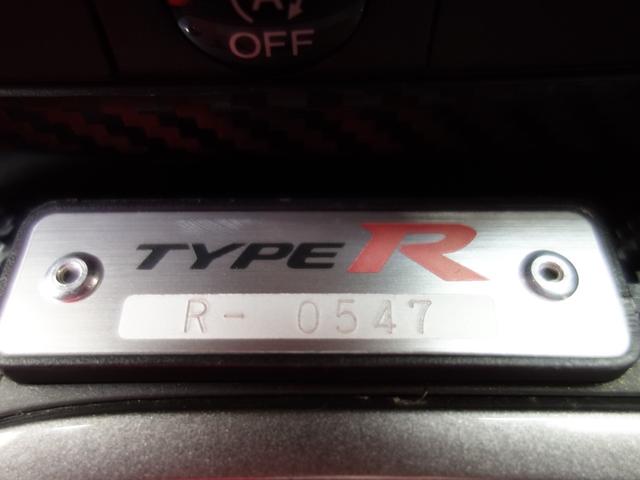 A
OFF
TYPE R
R- 0547